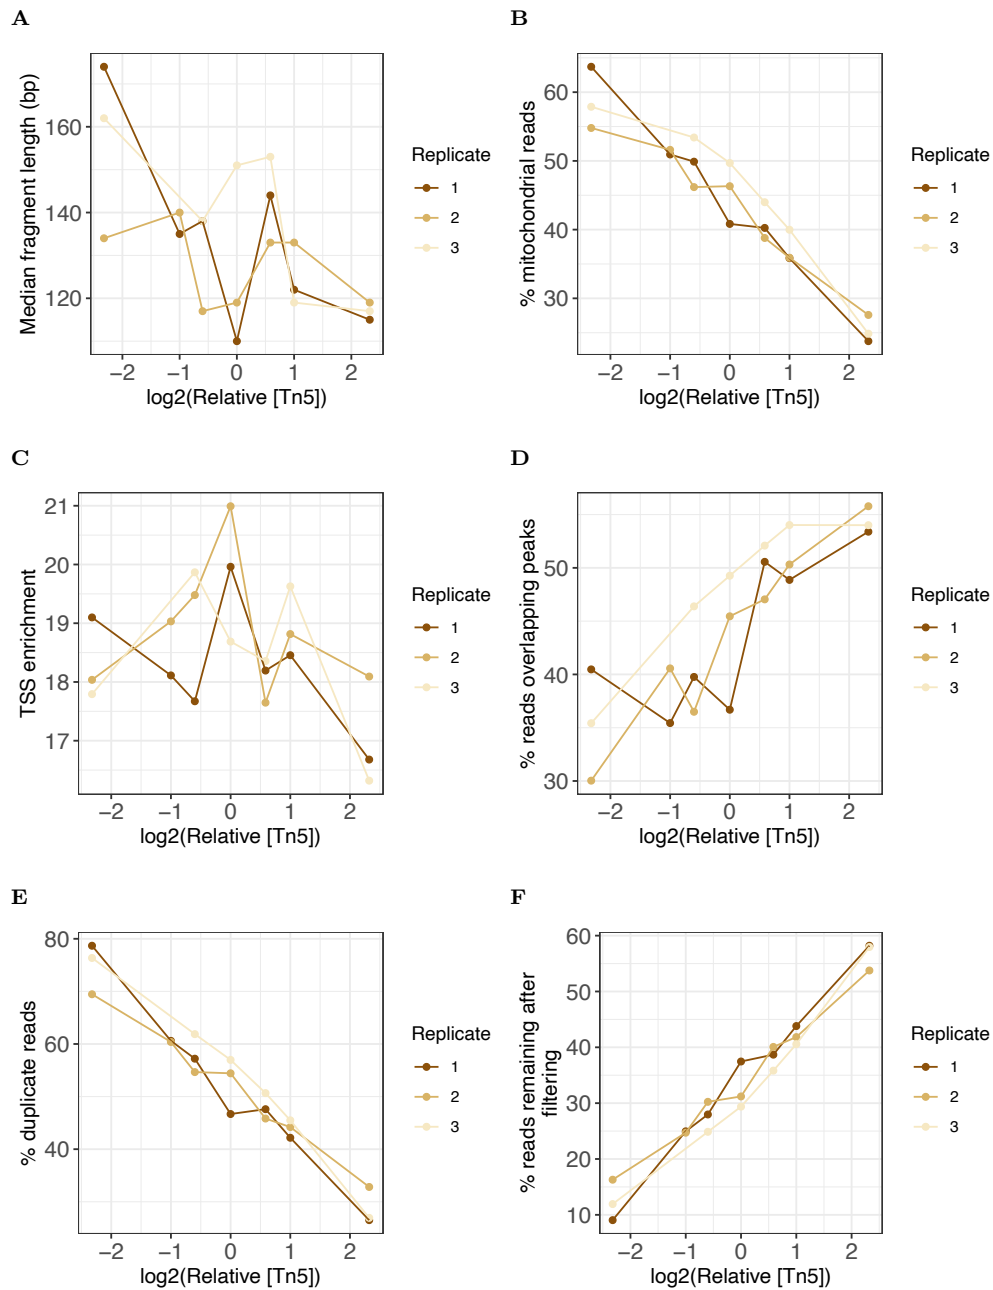 A
Median fragment length (bp)
160
140
120
−2 −1 0 1 2
log2(Relative [Tn5])
Replicate
1
2
3
B
% mitochondrial reads
60
50
40
30
−2 −1 0 1 2
log2(Relative [Tn5])
Replicate
1
2
3
C
TSS enrichment
21
20
19
18
17
−2 −1 0 1 2
log2(Relative [Tn5])
Replicate
1
2
3
D
% reads overlapping peaks
50
40
30
−2 −1 0 1 2
log2(Relative [Tn5])
Replicate
1
2
3
E
% duplicate reads
80
60
40
−2 −1 0 1 2
log2(Relative [Tn5])
Replicate
1
2
3
F
% reads remaining after
filtering
60
50
40
30
20
10
−2 −1 0 1 2
log2(Relative [Tn5])
Replicate
1
2
3